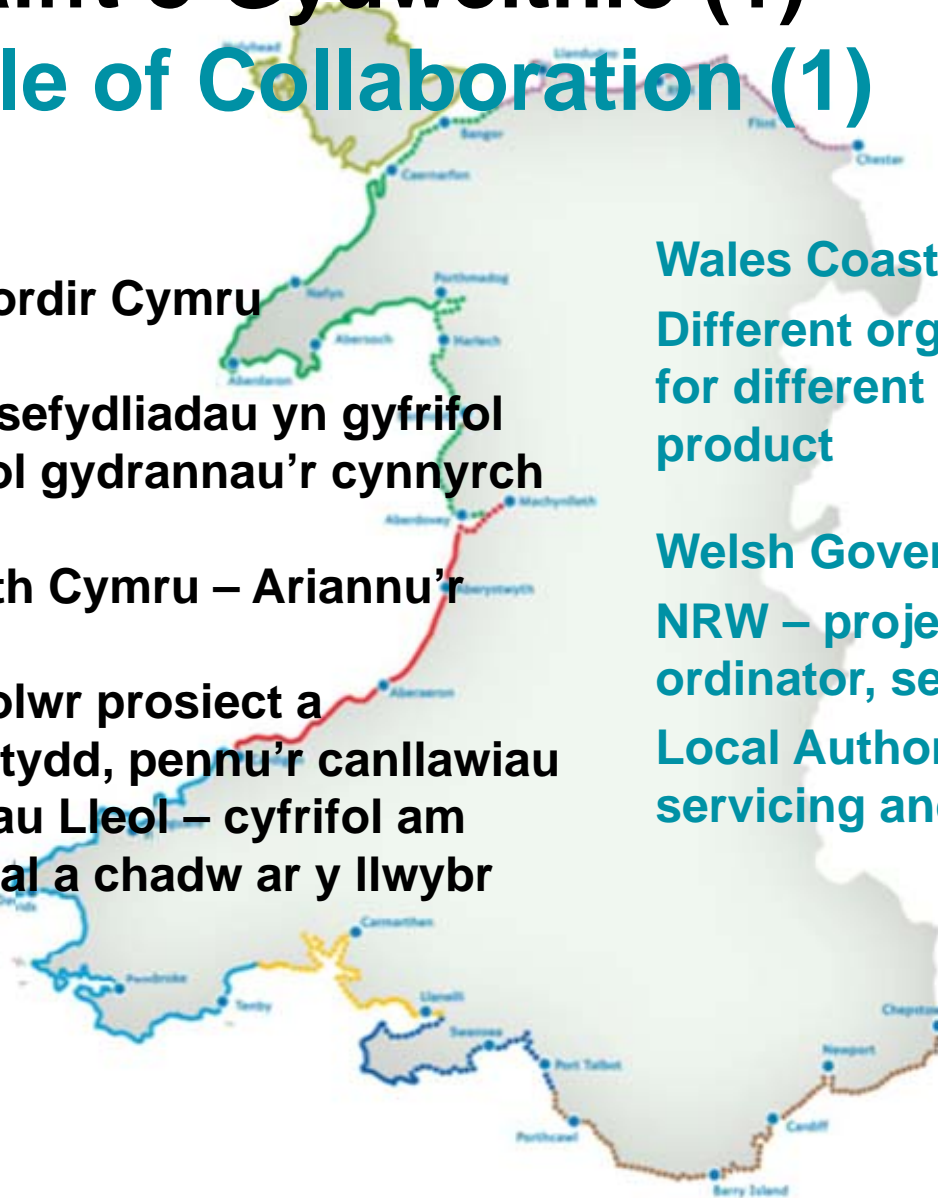 (1)
le of Collaboration (1)
ordir Cymru
sefydliadau yn gyfrifol
ol gydrannau'r cynnyrch
th Cymru – Ariannu'r
olwr prosiect a
tydd, pennu'r canllawiau
au Lleol – cyfrifol am
al a chadw ar y llwybr
Wales Coast
Different org
for different
product
Welsh Gover
NRW – proje
ordinator, se
Local Author
servicing and
Holyhead
Llandudno
Flint
Chester
Bangor
Caernarfon
Nefyn
Porthmadog
Abersoch
Harlech
Aberdaron
Machynlleth
Aberdovey
Aberystwyth
Aberaeron
Carmarthen
Pembroke
Tenby
Llanelli
Swansea
Port Talbot
Porthcawl
Barry Island
Cardiff
Newport
Chepstow